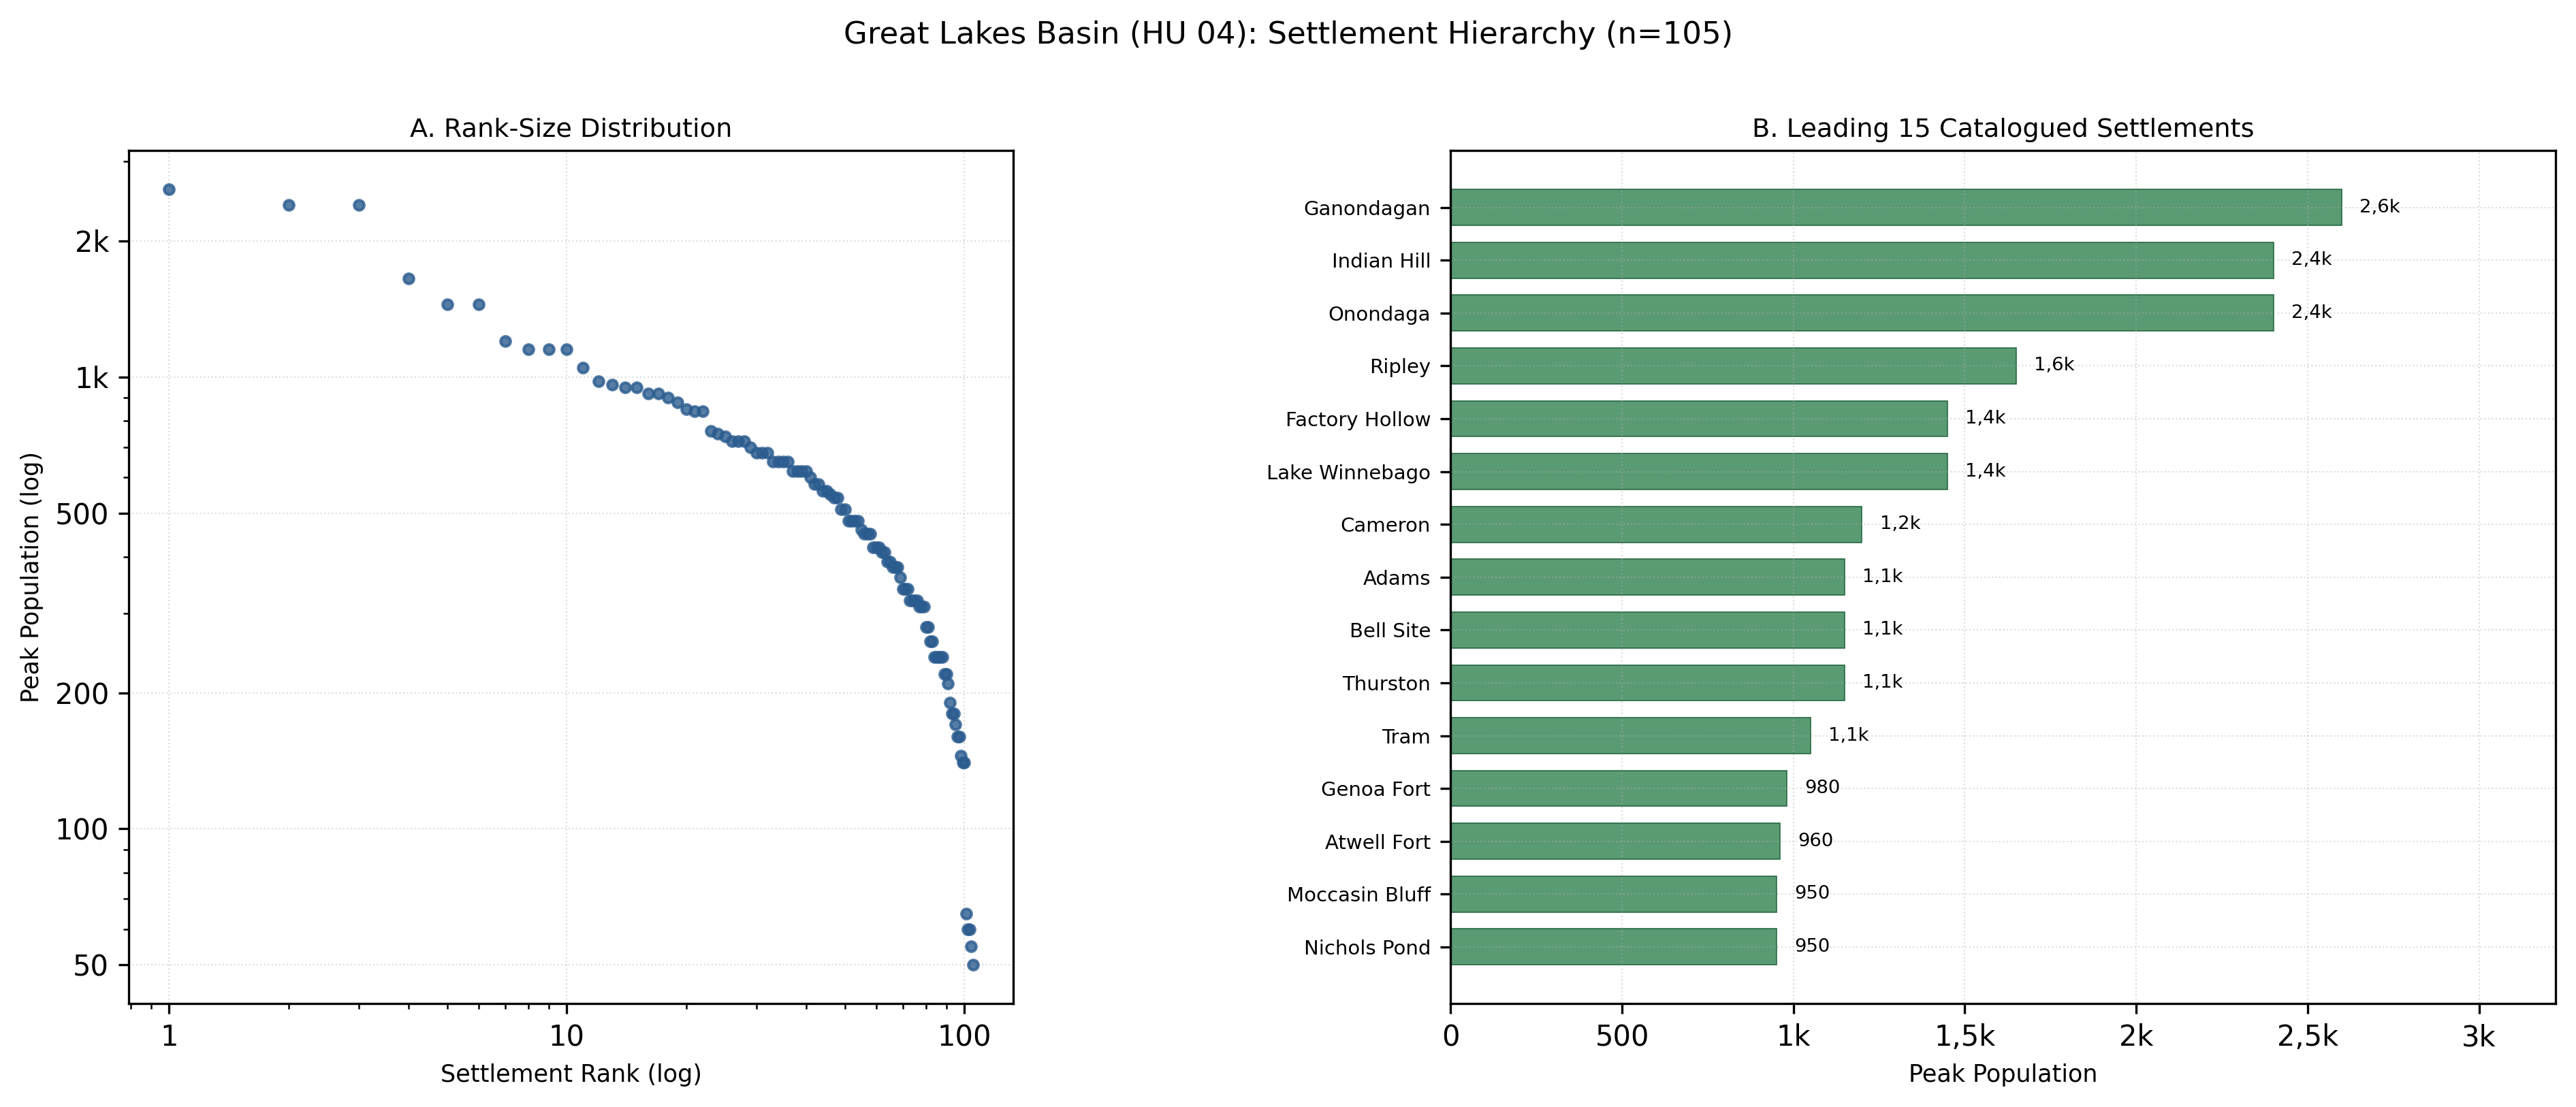 Great Lakes Basin (HU 04): Settlement Hierarchy (n=105)
A. Rank-Size Distribution
Peak Population (log)
2k
1k
500
200
100
50
1
10
100
Settlement Rank (log)
B. Leading 15 Catalogued Settlements
Ganondagan 2,6k
Indian Hill 2,4k
Onondaga 2,4k
Ripley 1,6k
Factory Hollow 1,4k
Lake Winnebago 1,4k
Cameron 1,2k
Adams 1,1k
Bell Site 1,1k
Thurston 1,1k
Tram 1,1k
Genoa Fort 980
Atwell Fort 960
Moccasin Bluff 950
Nichols Pond 950
0 500 1k 1,5k 2k 2,5k 3k
Peak Population